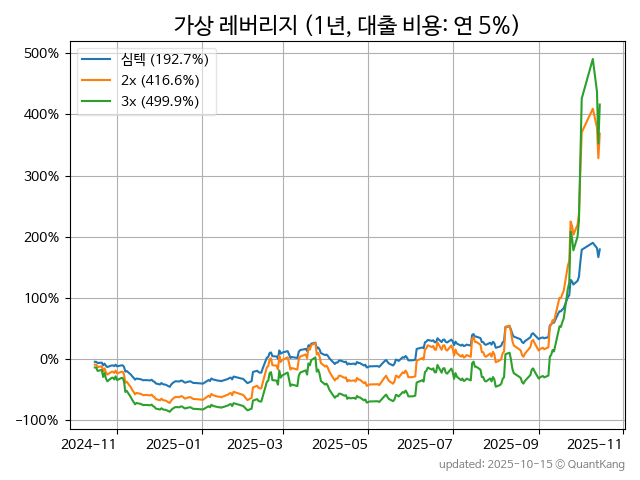 가상 레버리지 (1년, 대출 비용: 연 5%)
심텍 (192.7%)
2x (416.6%)
3x (499.9%)
500%
400%
300%
200%
100%
0%
−100%
2024-11 2025-01 2025-03 2025-05 2025-07 2025-09 2025-11
updated: 2025-10-15 © QuantKang